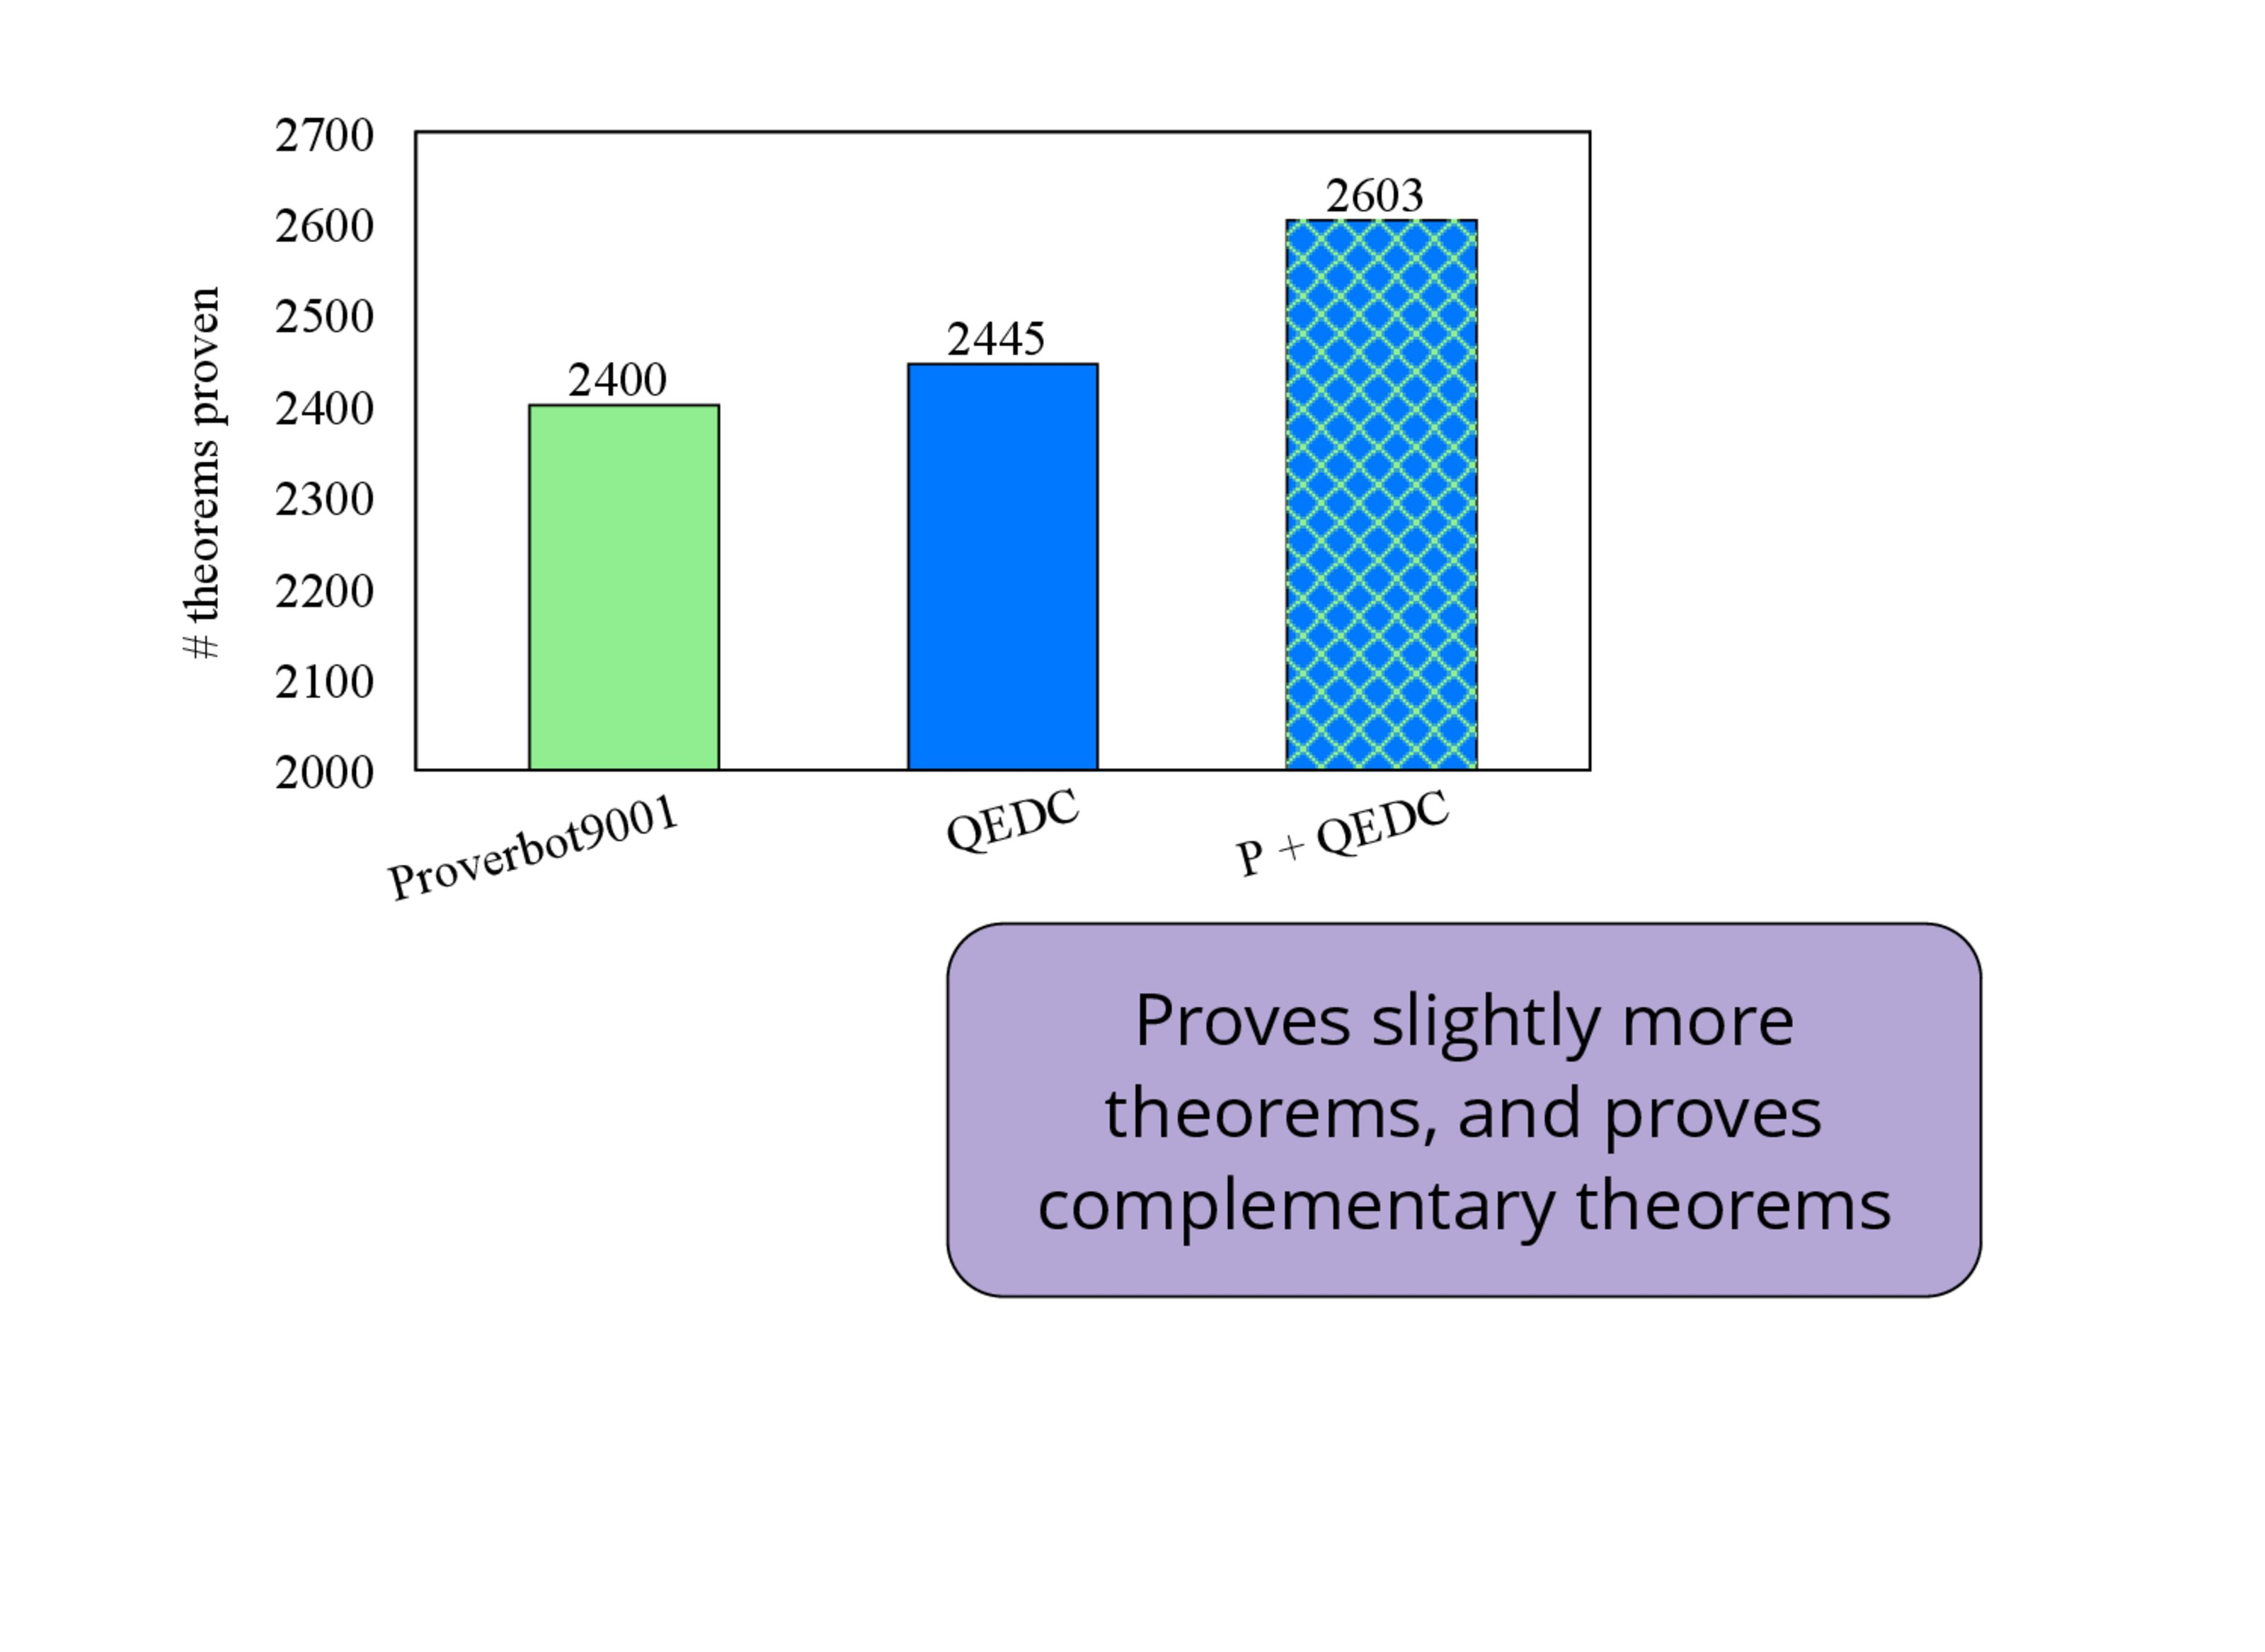 2700
2600
2500
2400
2300
2200
2100
2000
# theorems proven
2400
2445
2603
Proverbot9001
QEDC
P + QEDC
Proves slightly more
theorems, and proves
complementary theorems